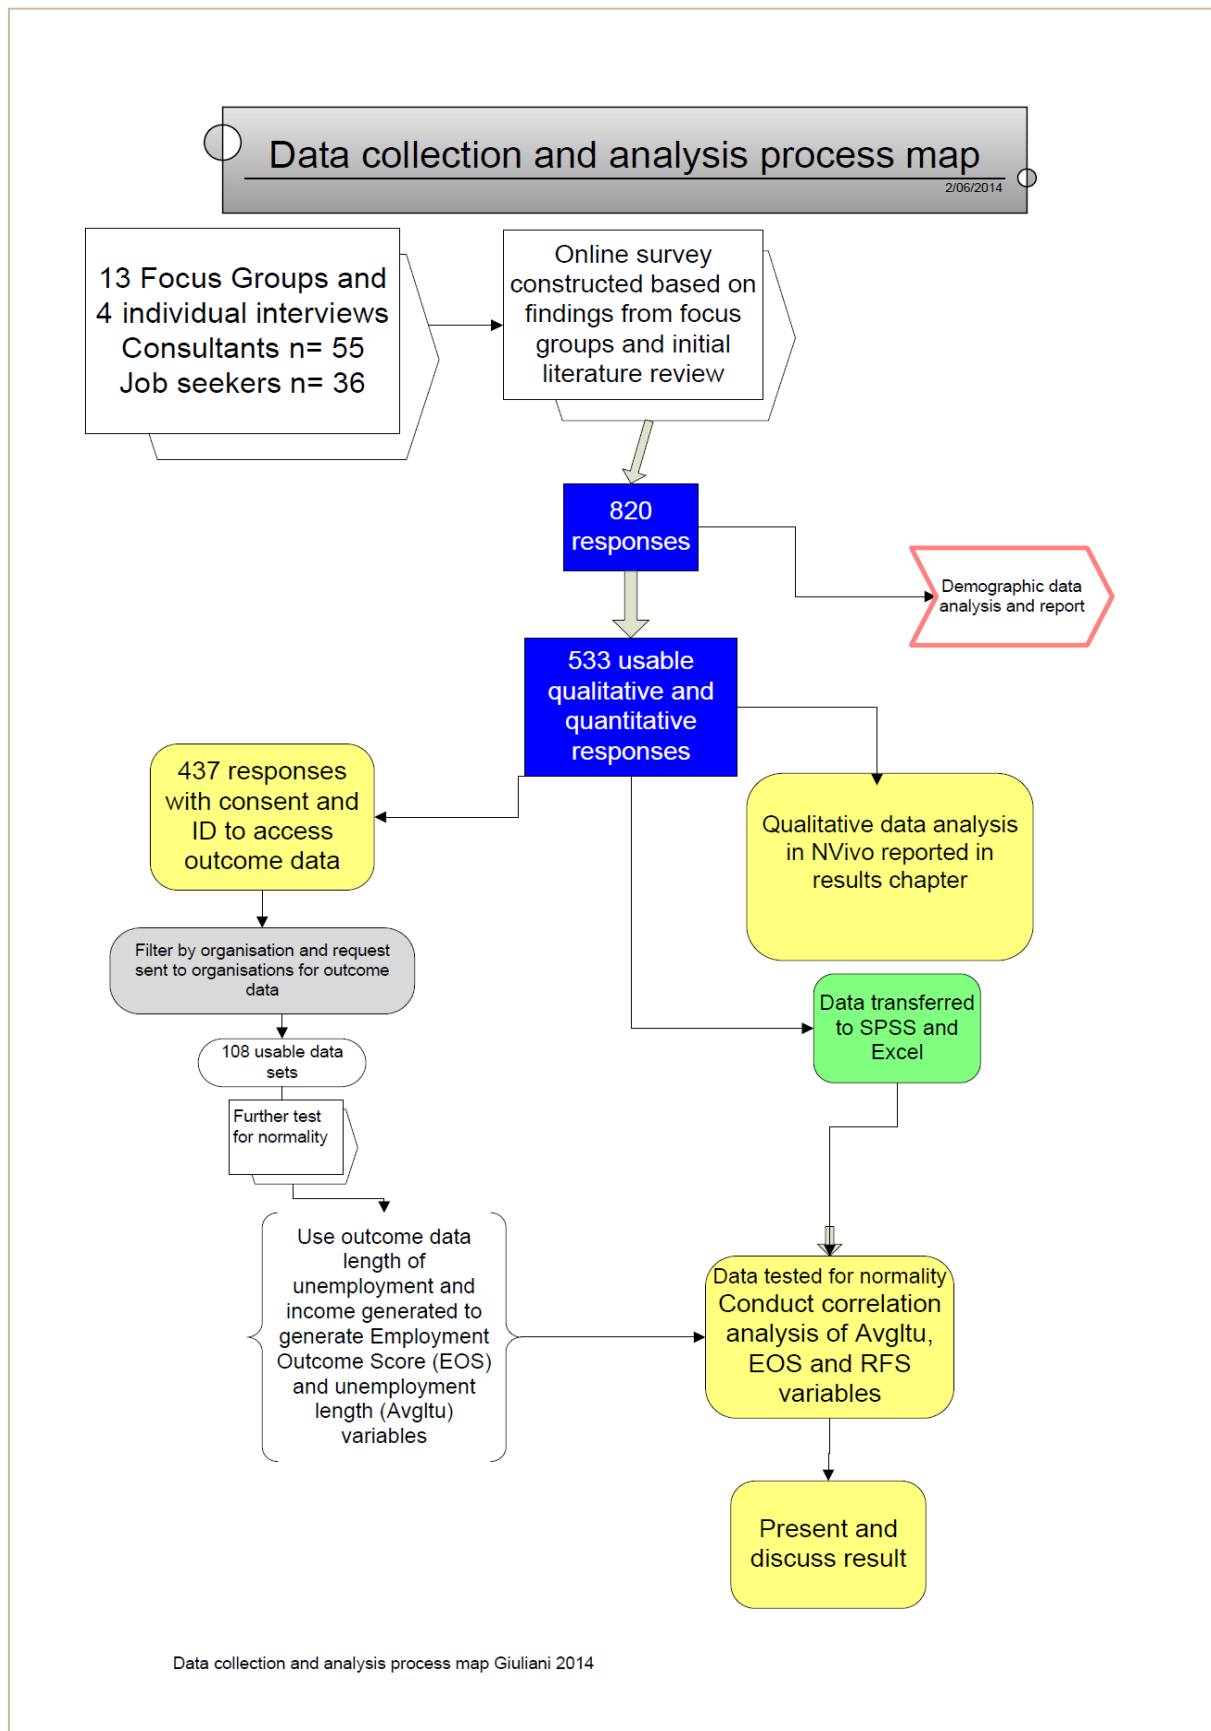 Data collection and analysis process map
2/06/2014
13 Focus Groups and
4 individual interviews
Consultants n= 55
Job seekers n= 36
Online survey
constructed based on
findings from focus
groups and initial
literature review
820
responses
Demographic data
analysis and report
533 usable
qualitative and
quantitative
responses
437 responses
with consent and
ID to access
outcome data
Qualitative data analysis
in NVivo reported in
results chapter
Filter by organisation and request
sent to organisations for outcome
data
Data transferred
to SPSS and
Excel
108 usable data
sets
Further test
for normality
Use outcome data
length of
unemployment and
income generated to
generate Employment
Outcome Score (EOS)
and unemployment
length (Avgltu)
variables
Data tested for normality
Conduct correlation
analysis of Avgltu,
EOS and RFS
variables
Present and
discuss result
Data collection and analysis process map Giuliani 2014